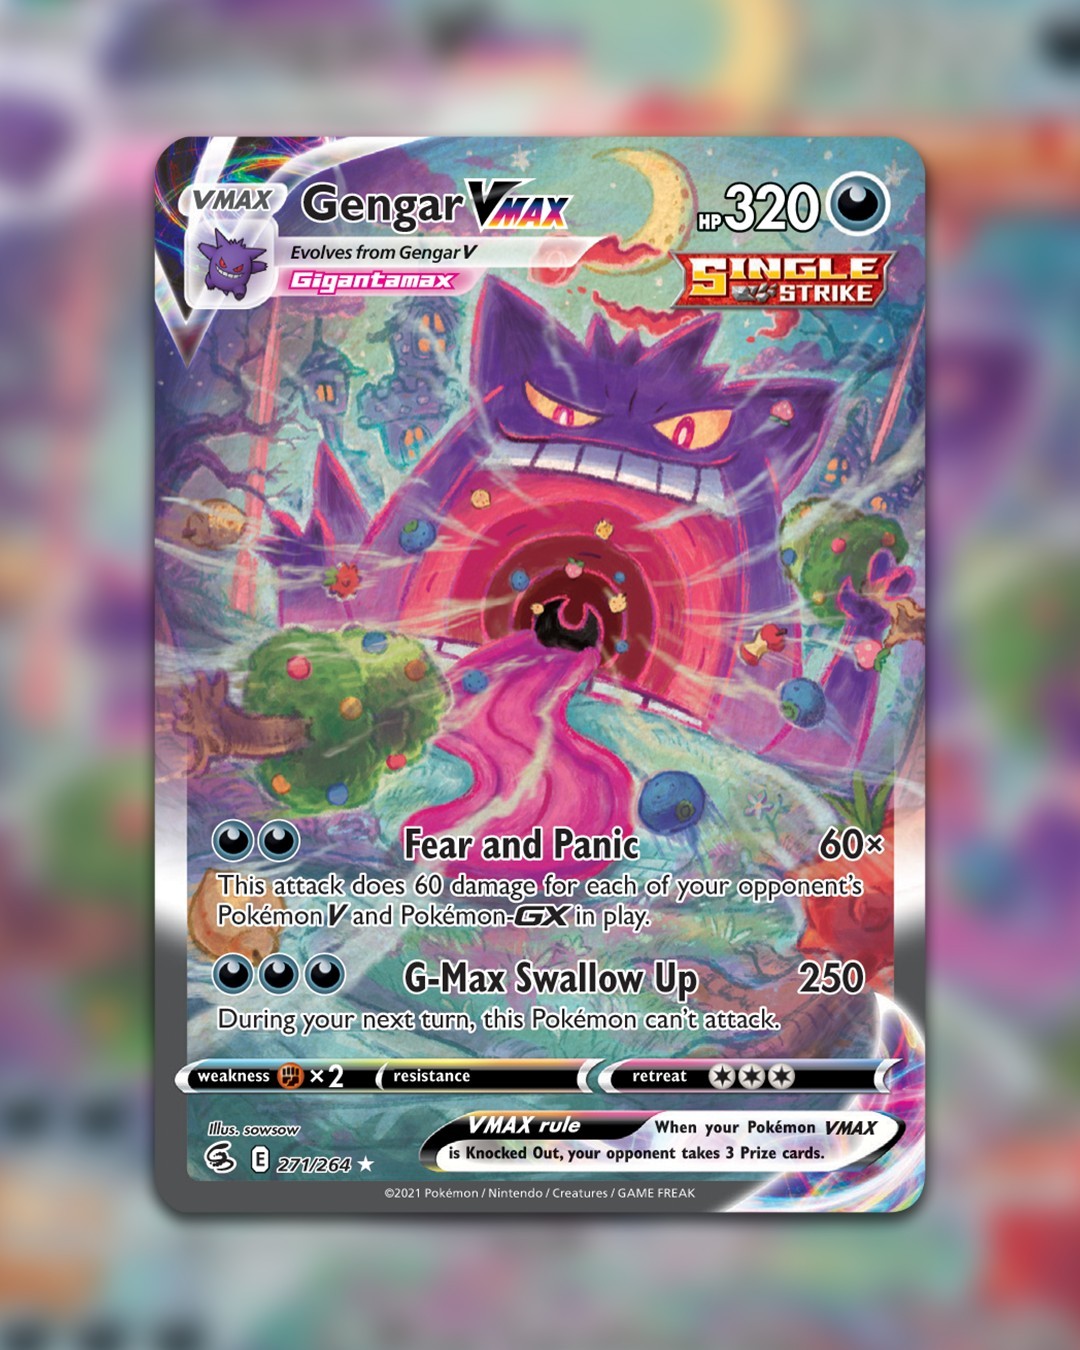 VMAX
Gengar VMAX
HP 320
Evolves from Gengar V
Gigantamax
SINGLE
STRIKE
Fear and Panic 60×
This attack does 60 damage for each of your opponent's
Pokémon V and Pokémon-GX in play.
G-Max Swallow Up 250
During your next turn, this Pokémon can't attack.
weakness ×2 resistance retreat
Illus. sowsow
VMAX rule When your Pokémon VMAX
is Knocked Out, your opponent takes 3 Prize cards.
E 271/264 ★
©2021 Pokémon / Nintendo / Creatures / GAME FREAK